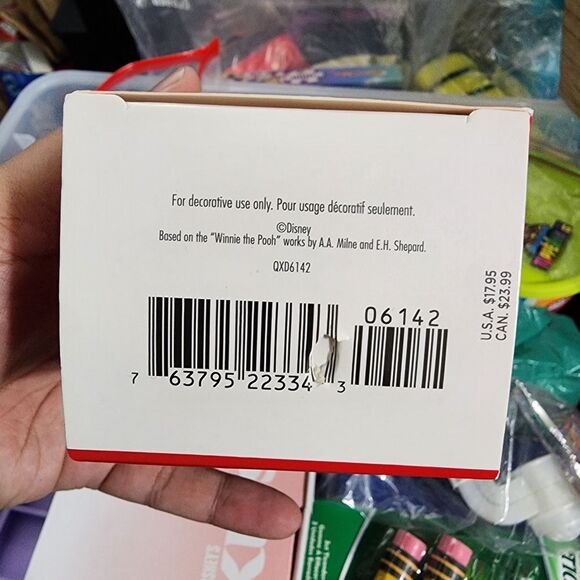 For decorative use only. Pour usage décoratif seulement.
©Disney
Based on the "Winnie the Pooh" works by A.A. Milne and E.H. Shepard.
QXD6142
06142
7 63795 22334 3
U.S.A. $17.95
CAN. $23.99